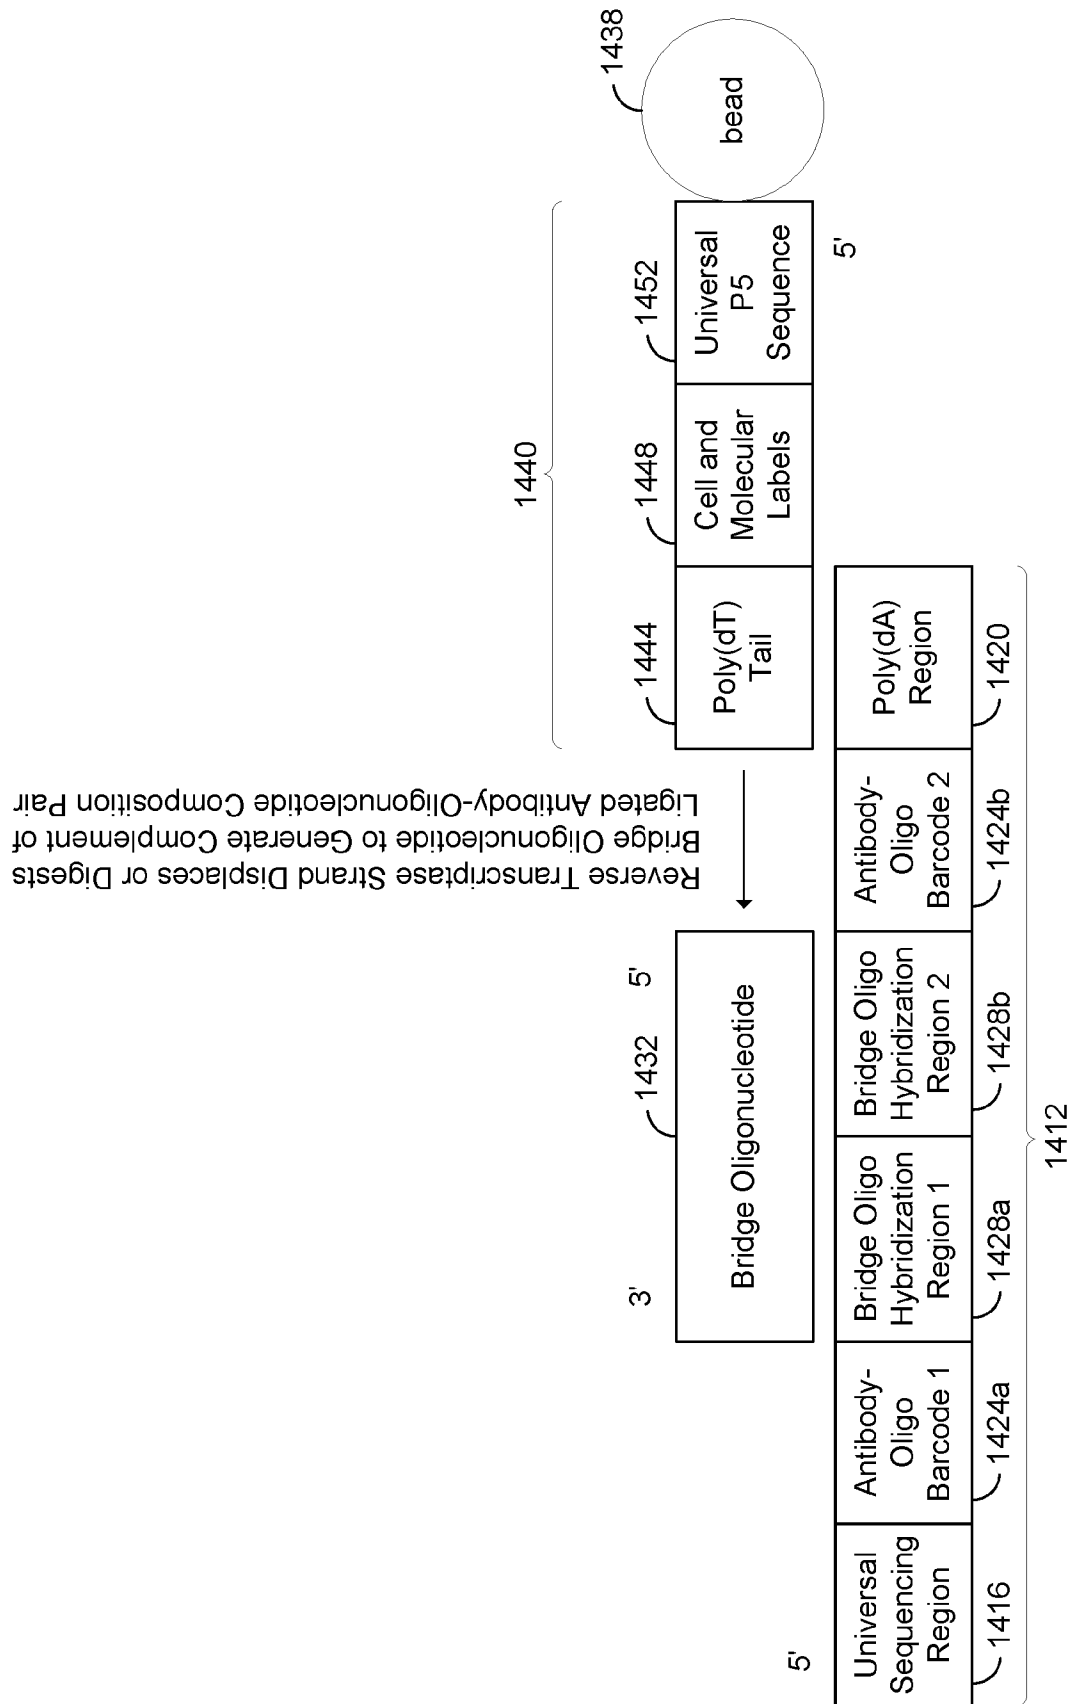 1440
1444
1448
1452
1438
Poly(dT)
Tail
Cell and
Molecular
Labels
Universal
P5
Sequence
bead
5'
Reverse Transcriptase Strand Displaces or Digests
Bridge Oligonucleotide to Generate Complement of
Ligated Antibody-Oligonucleotide Composition Pair
3'
1432
5'
Bridge Oligonucleotide
5'
Universal
Sequencing
Region
Antibody-
Oligo
Barcode 1
Bridge Oligo
Hybridization
Region 1
Bridge Oligo
Hybridization
Region 2
Antibody-
Oligo
Barcode 2
Poly(dA)
Region
1416
1424a
1428a
1428b
1424b
1420
1412